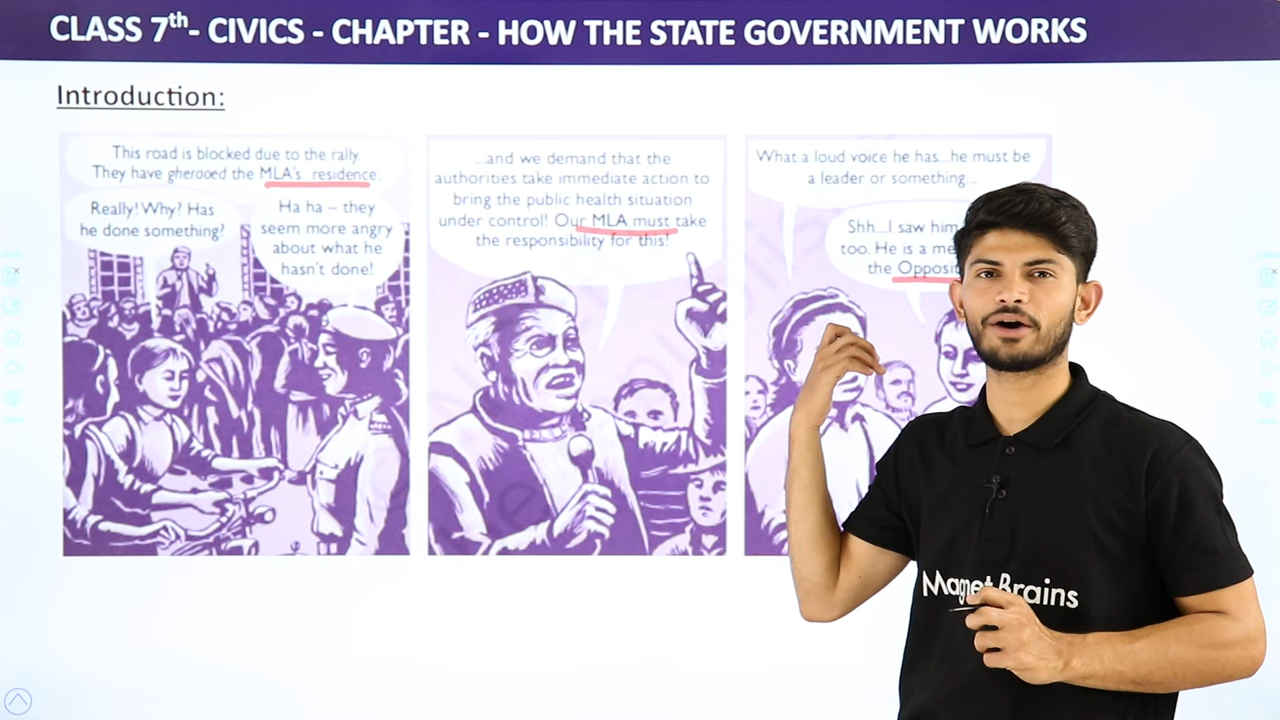 CLASS 7th- CIVICS - CHAPTER - HOW THE STATE GOVERNMENT WORKS
Introduction:
This road is blocked due to the rally.
They have gheraoed the MLA's residence.
Really! Why? Has
he done something?
Ha ha – they
seem more angry
about what he
hasn't done!
...and we demand that the
authorities take immediate action to
bring the public health situation
under control! Our MLA must take
the responsibility for this!
What a loud voice he has...he must be
a leader or something...
Shh...I saw him
too. He is a
the
Magnet Brains